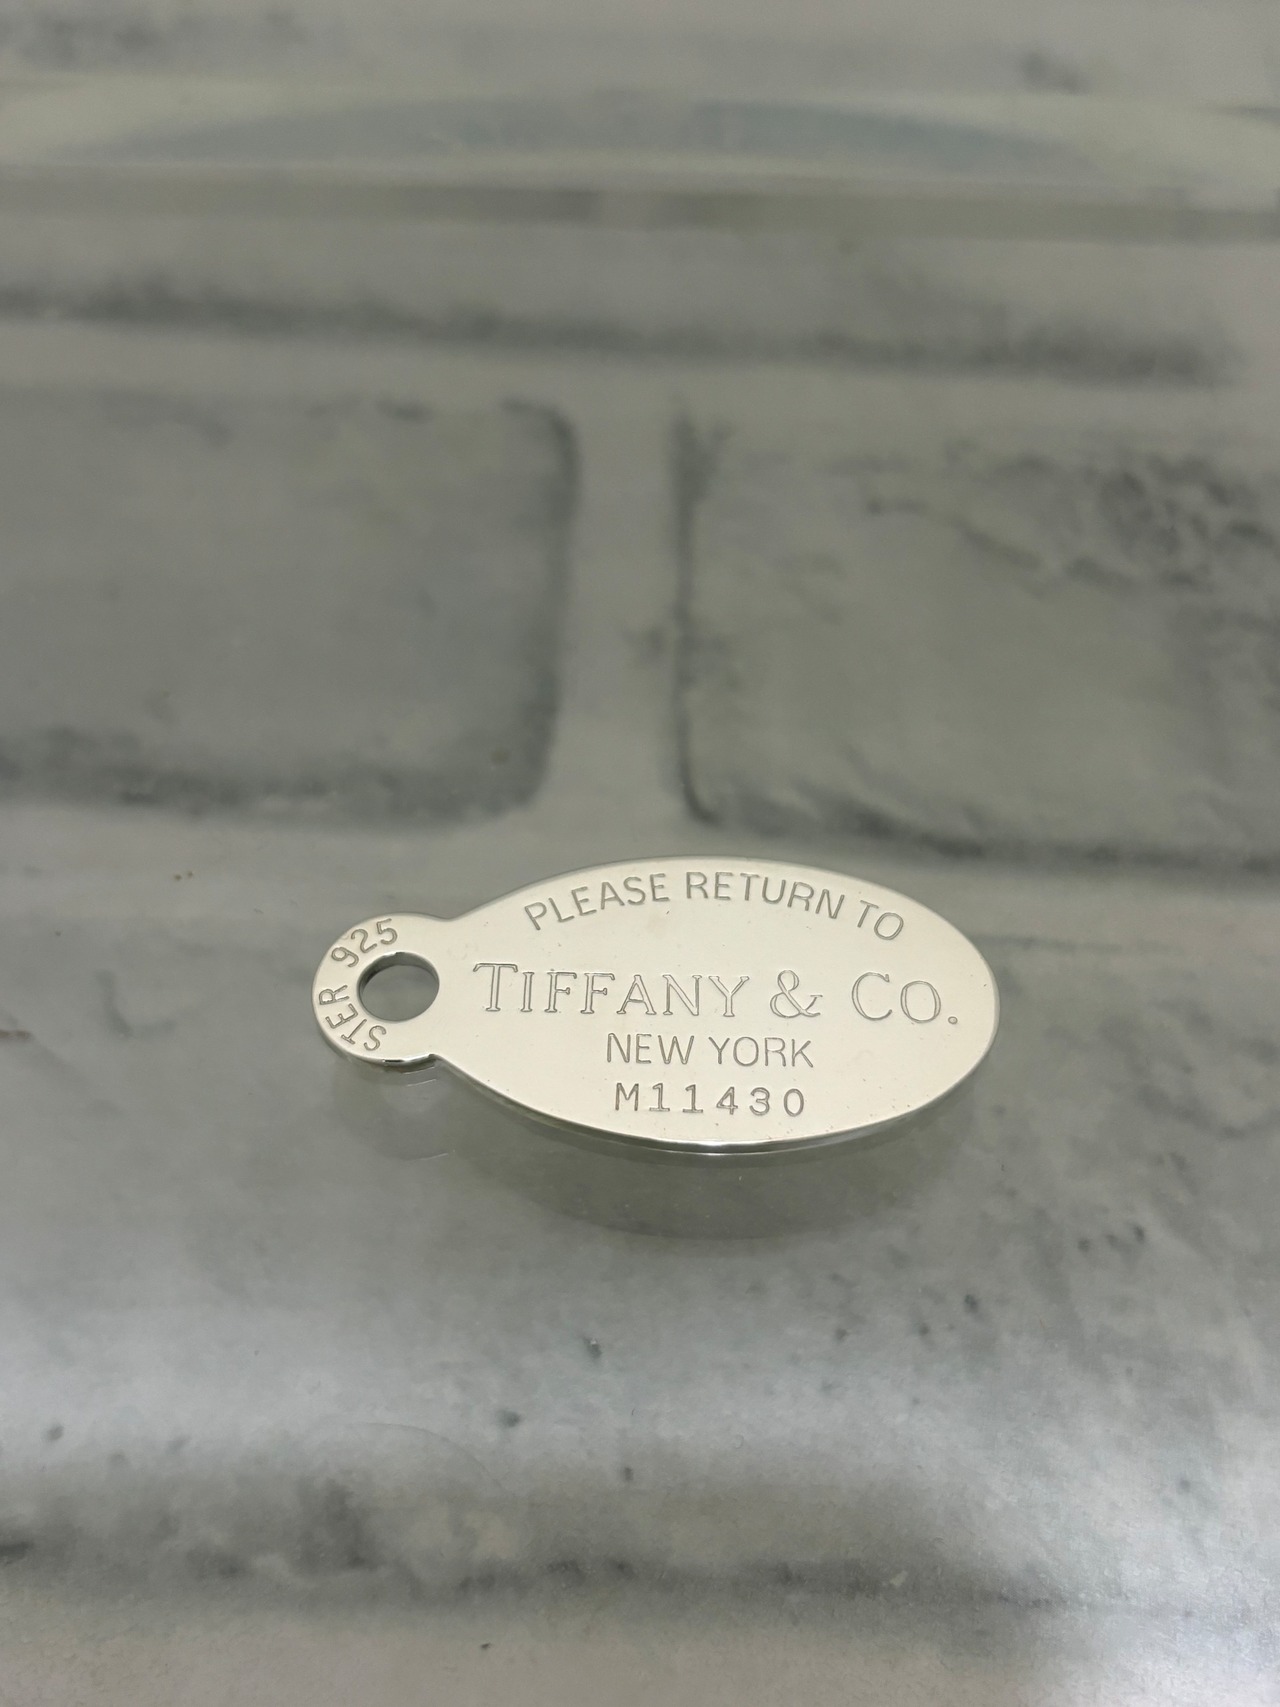 STER 925
PLEASE RETURN TO
TIFFANY & CO.
NEW YORK
M11430